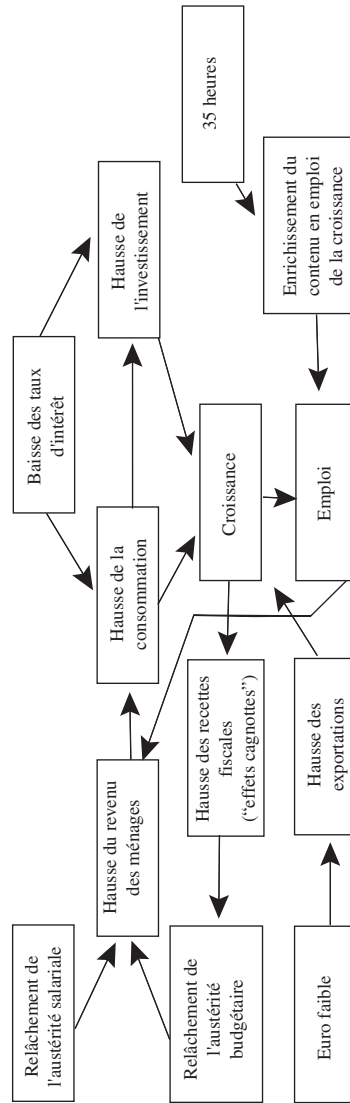 Relâchement de
l'austérité salariale
Baisse des taux
d'intérêt
Hausse du revenu
des ménages
Hausse de la
consommation
Hausse de
l'investissement
35 heures
Relâchement de
l'austérité
budgétaire
Hausse des recettes
fiscales
(“effets cagnottes”)
Croissance
Enrichissement du
contenu en emploi
de la croissance
Euro faible
Hausse des
exportations
Emploi